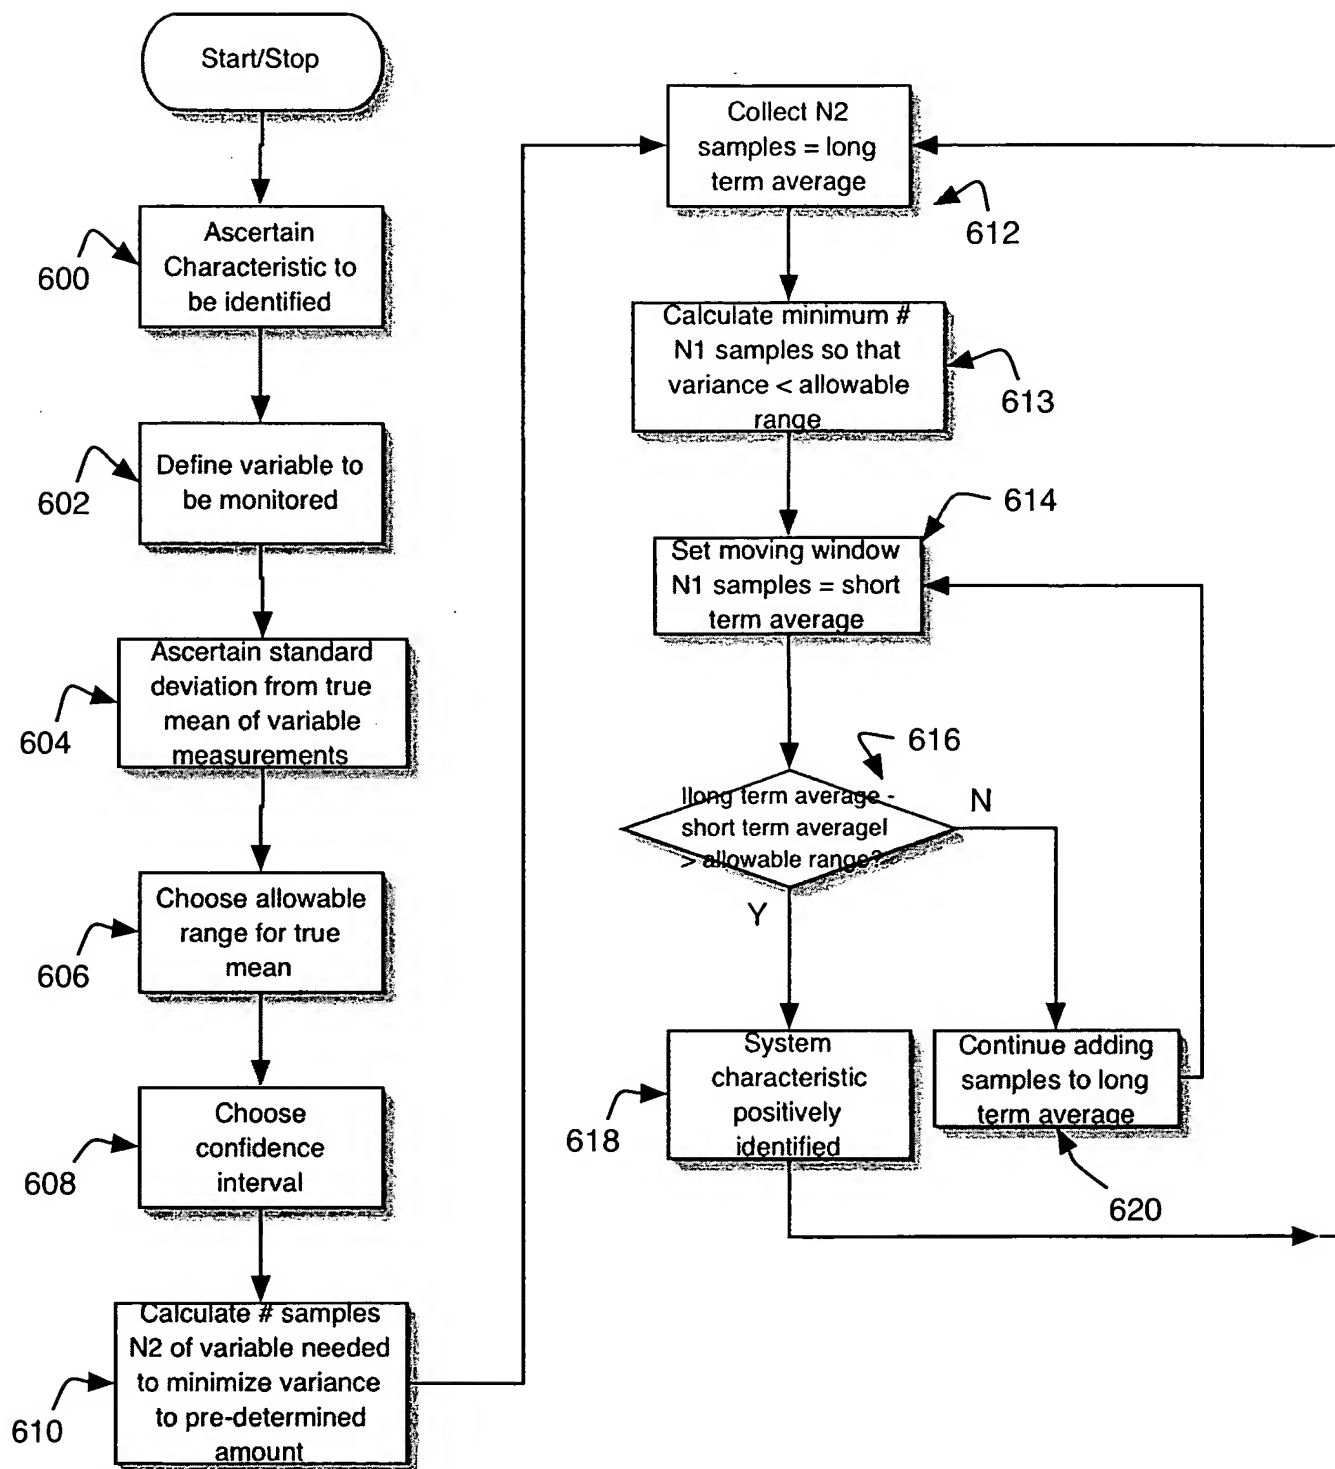 Start/Stop
600
Ascertain
Characteristic to
be identified
602
Define variable to
be monitored
604
Ascertain standard
deviation from true
mean of variable
measurements
606
Choose allowable
range for true
mean
608
Choose
confidence
interval
610
Calculate # samples
N2 of variable needed
to minimize variance
to pre-determined
amount
Collect N2
samples = long
term average
612
Calculate minimum #
N1 samples so that
variance < allowable
range
613
614
Set moving window
N1 samples = short
term average
616
|long term average -
short term average|
> allowable range?
N
Y
618
System
characteristic
positively
identified
Continue adding
samples to long
term average
620